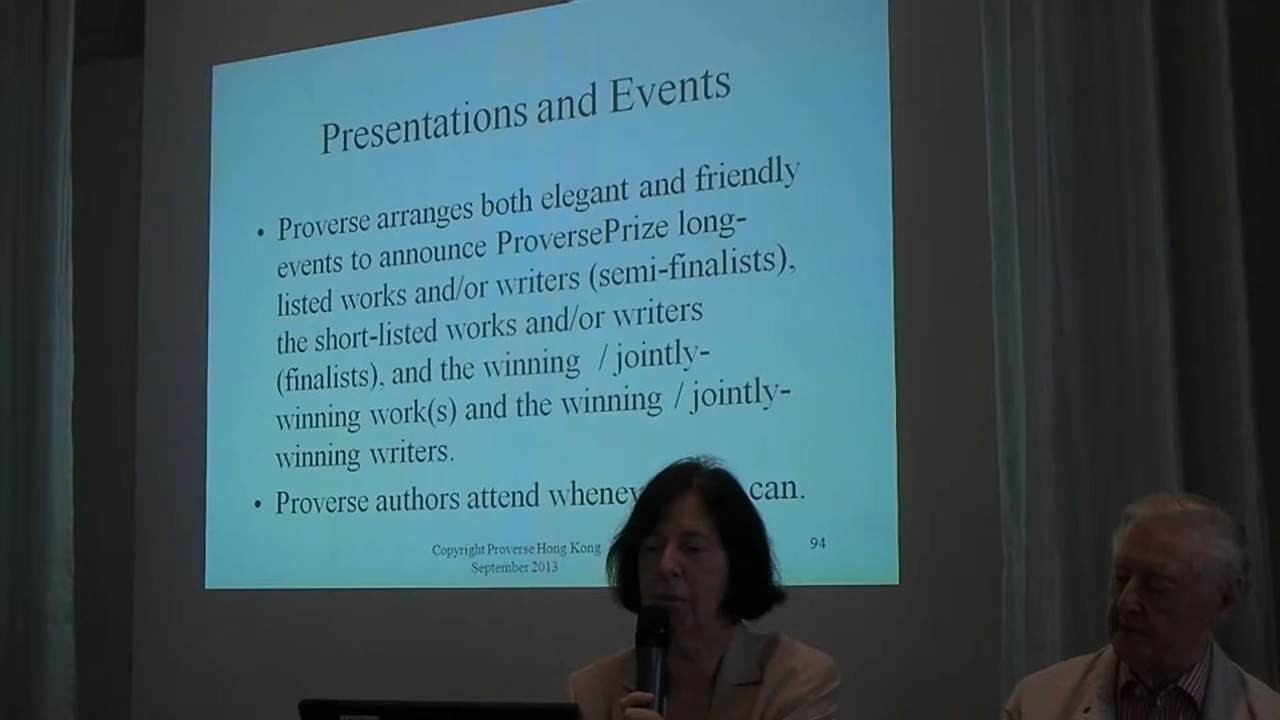 Presentations and Events
• Proverse arranges both elegant and friendly
events to announce ProversePrize long-
listed works and/or writers (semi-finalists),
the short-listed works and/or writers
(finalists), and the winning / jointly-
winning work(s) and the winning / jointly-
winning writers.
• Proverse authors attend can.
Copyright Proverse Hong Kong
September 2013
94